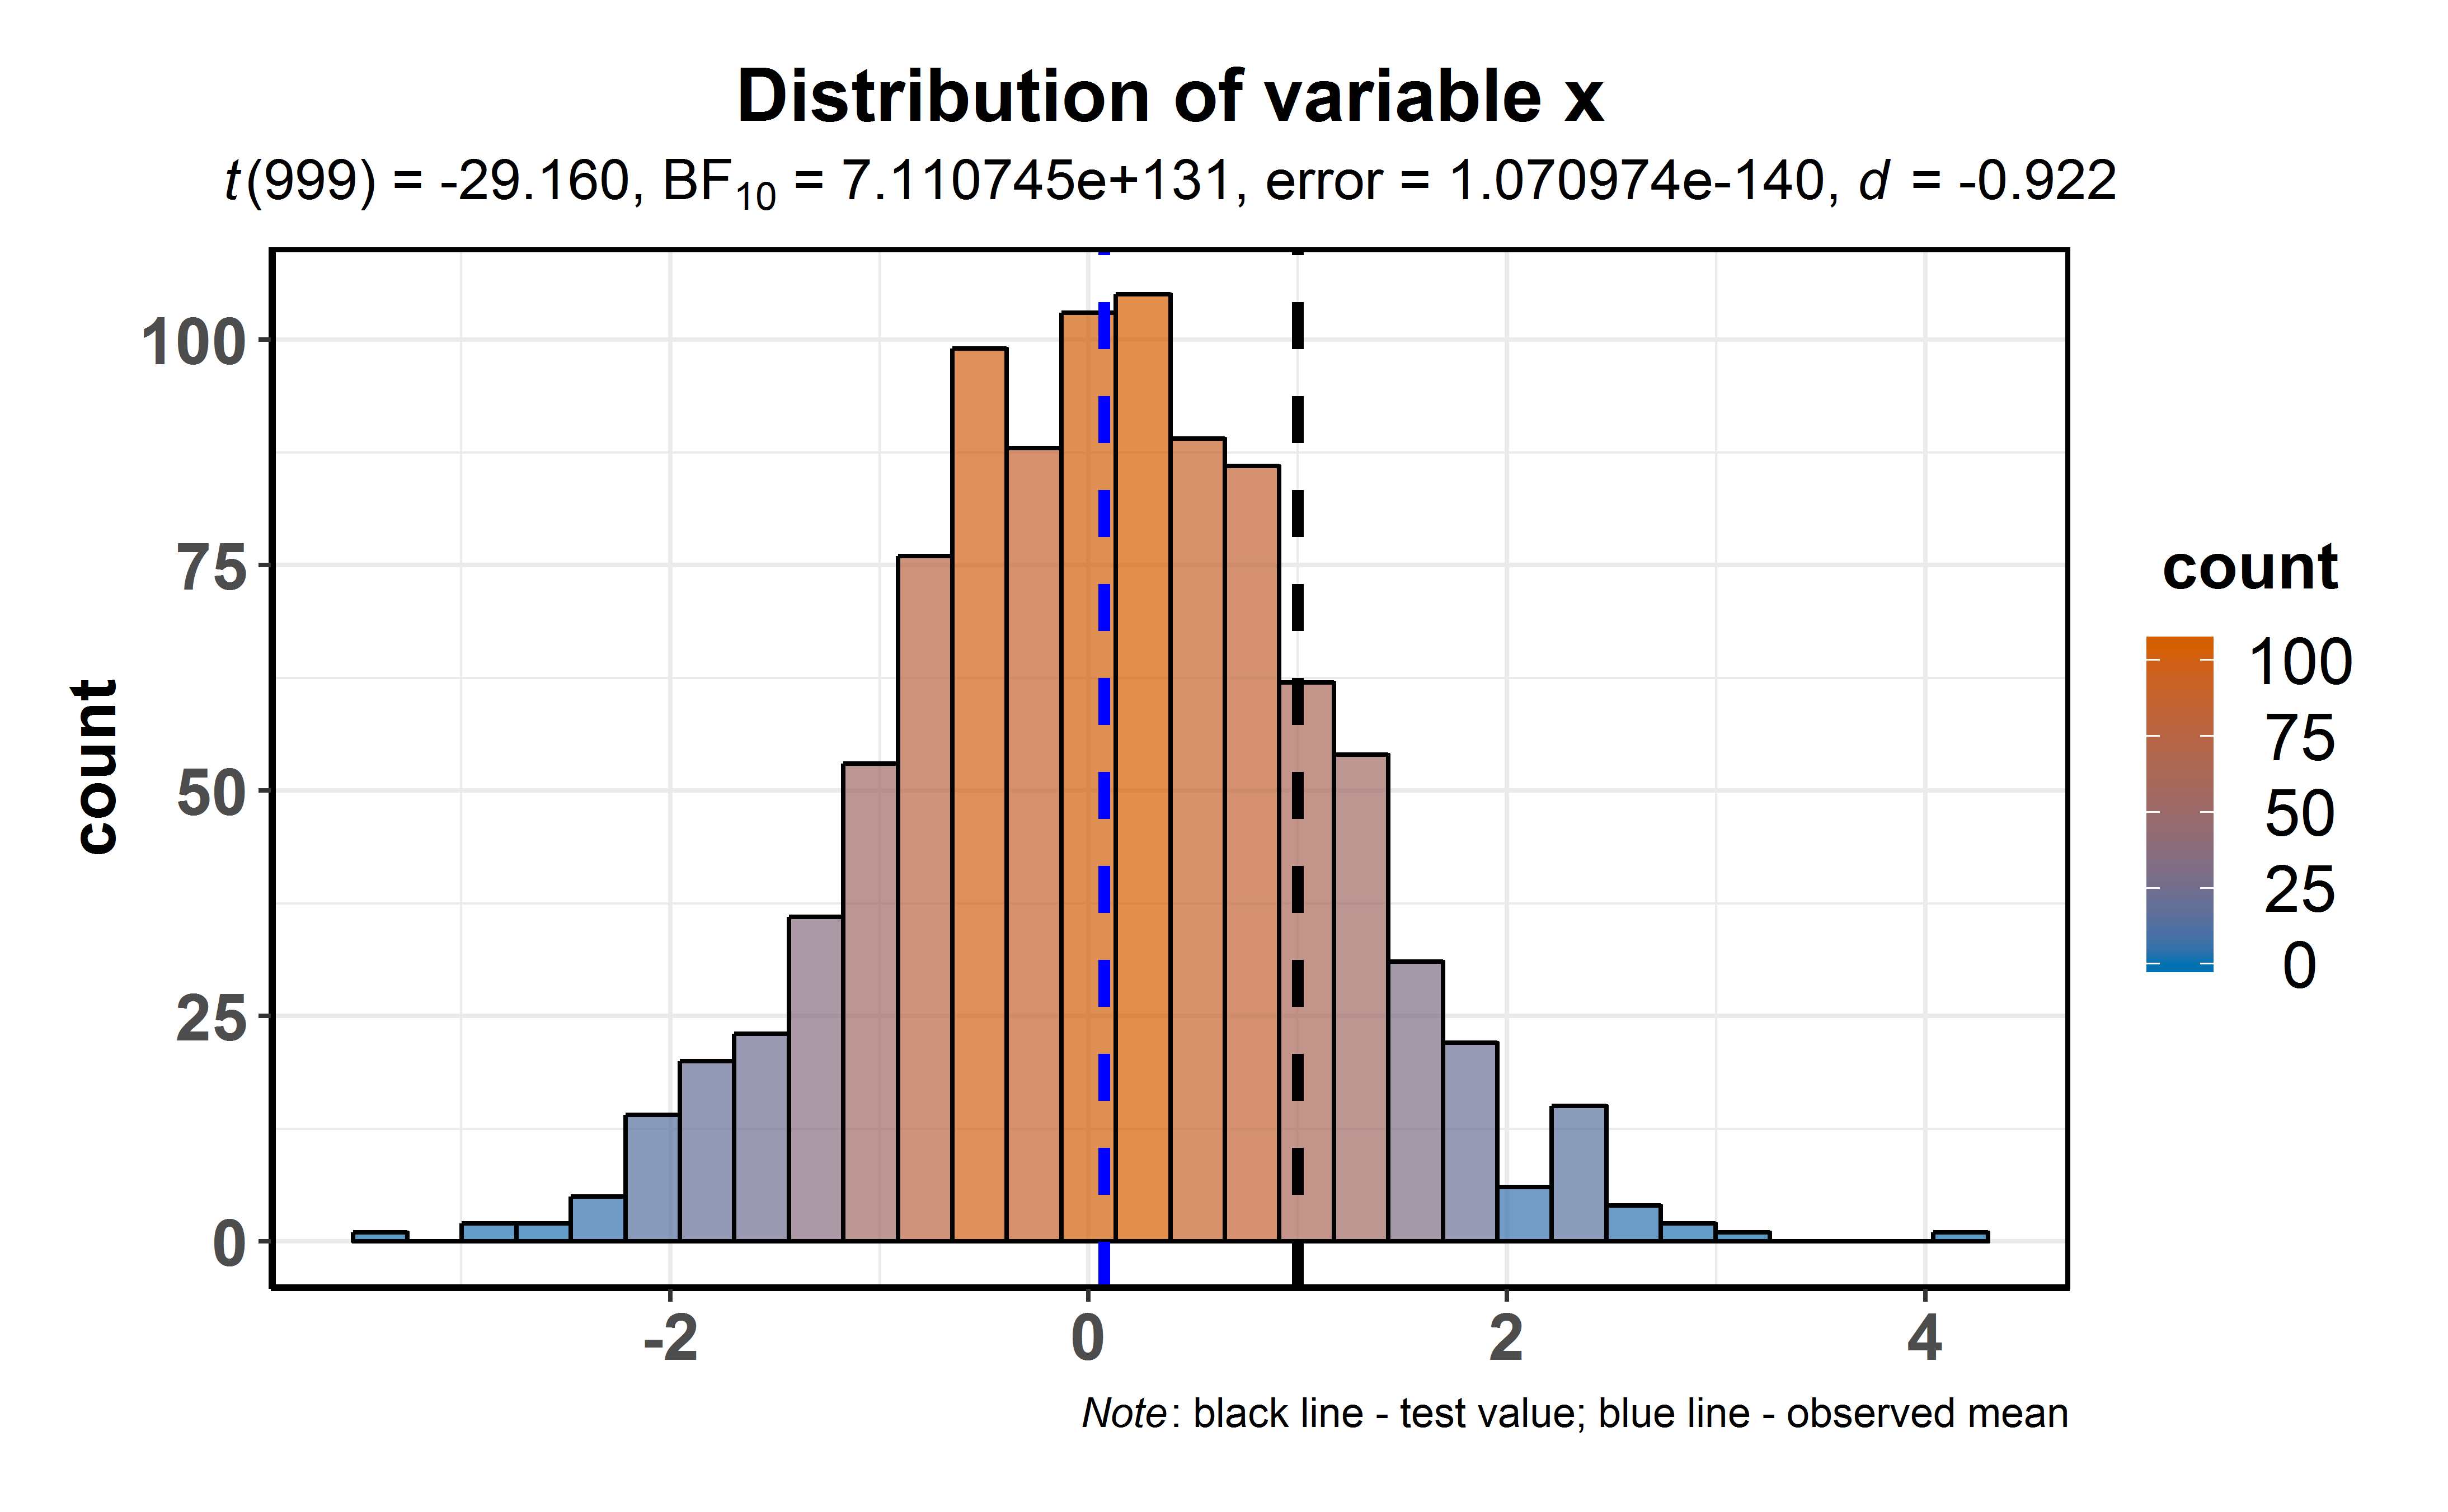 Distribution of variable x
t(999) = -29.160, BF₁₀ = 7.110745e+131, error = 1.070974e-140, d = -0.922
100
75
50
25
0
count
-2 0 2 4
count
100
75
50
25
0
Note: black line - test value; blue line - observed mean